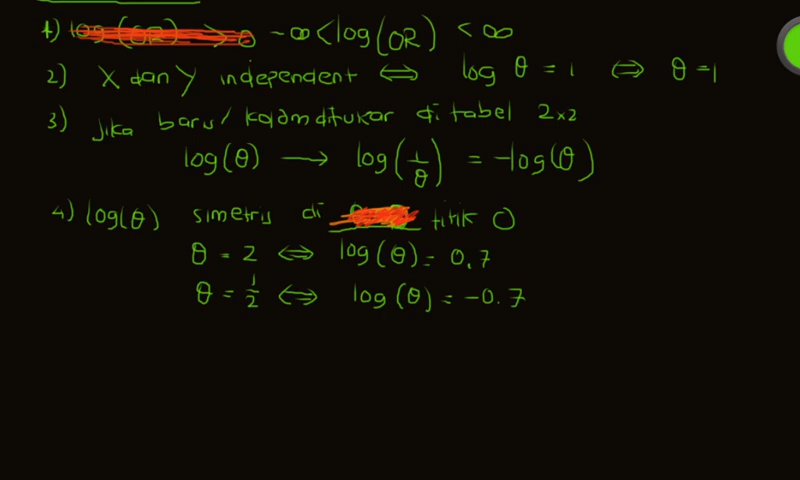 1) -∞ < log(OR) < ∞
2) X dan Y independent ⇔ log θ = 1 ⇔ θ = 1
3) Jika baris/kolom ditukar di tabel 2x2
log(θ) → log(1/θ) = -log(θ)
4) log(θ) simetris di titik 0
θ = 2 ⇔ log(θ) = 0.7
θ = 1/2 ⇔ log(θ) = -0.7